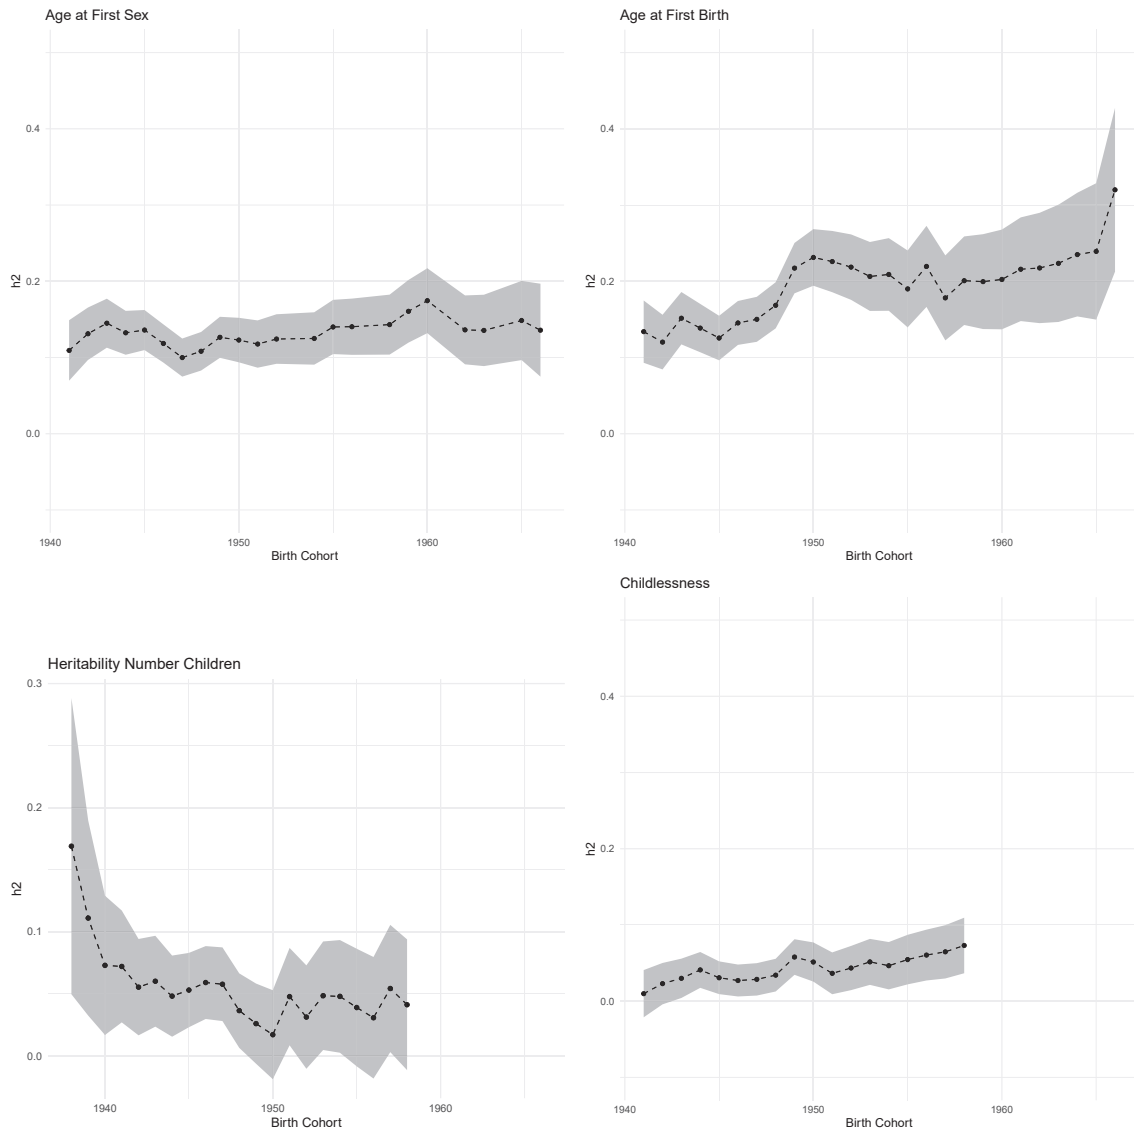 Age at First Sex
0.4
0.2
0.0
h2
1940
1950
1960
Birth Cohort
Age at First Birth
0.4
0.2
0.0
h2
1940
1950
1960
Birth Cohort
Heritability Number Children
0.3
0.2
0.1
0.0
h2
1940
1950
1960
Birth Cohort
Childlessness
0.4
0.2
0.0
h2
1940
1950
1960
Birth Cohort